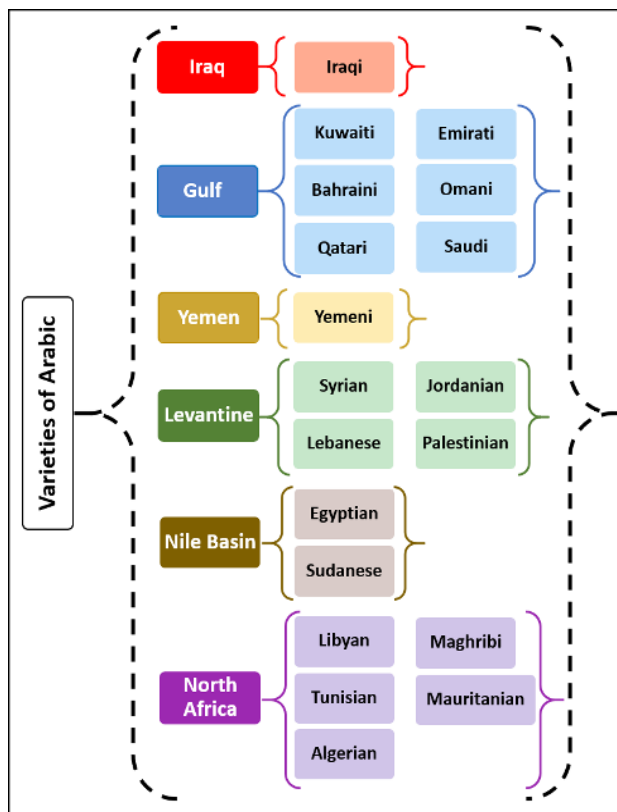 Varieties of Arabic
Iraq
Iraqi
Gulf
Kuwaiti
Emirati
Bahraini
Omani
Qatari
Saudi
Yemen
Yemeni
Levantine
Syrian
Jordanian
Lebanese
Palestinian
Nile Basin
Egyptian
Sudanese
North
Africa
Libyan
Maghribi
Tunisian
Mauritanian
Algerian